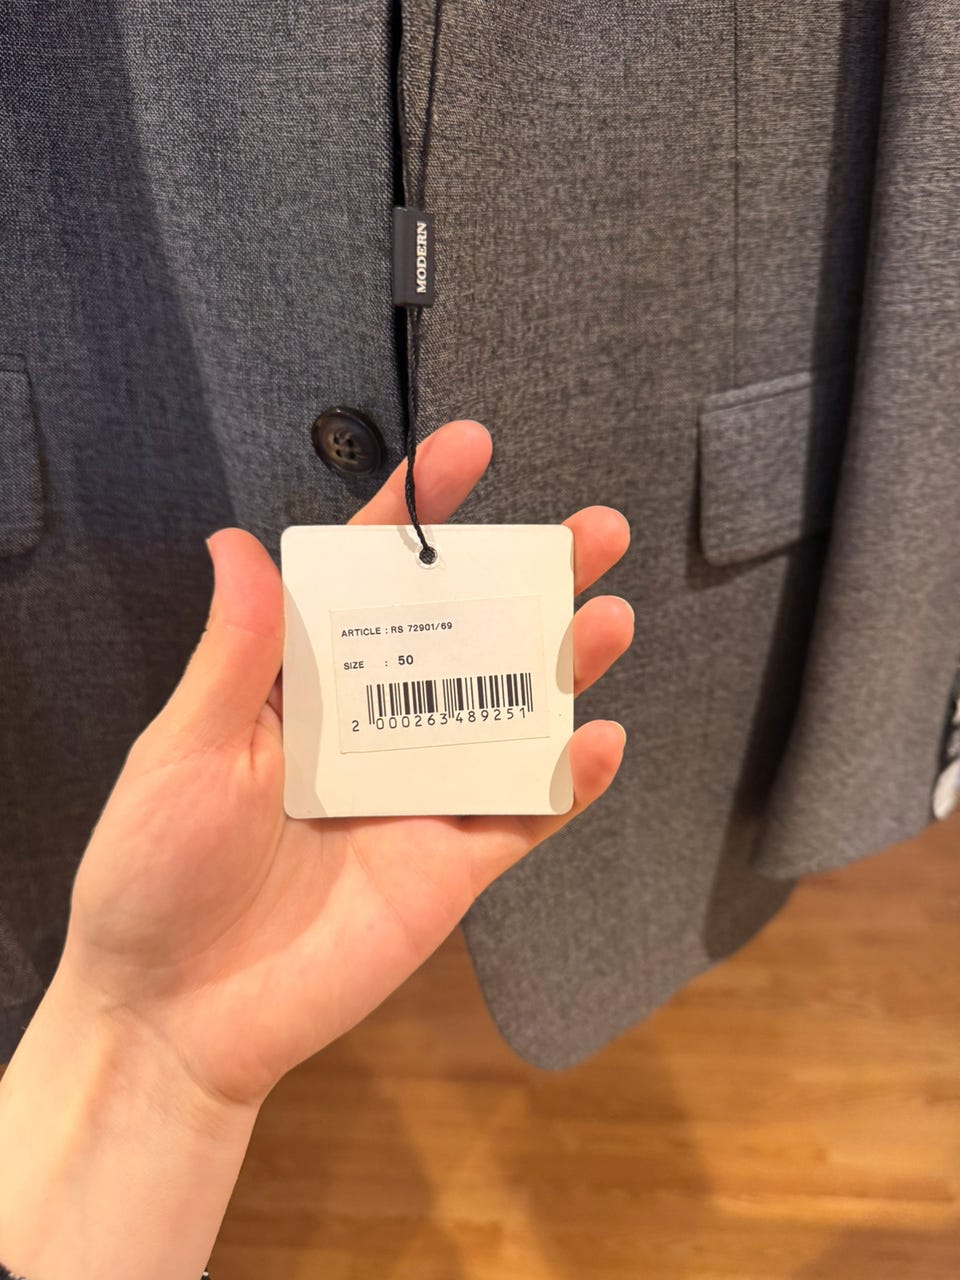 MODERN
ARTICLE : RS 72901/69
SIZE : 50
2 000263 489251